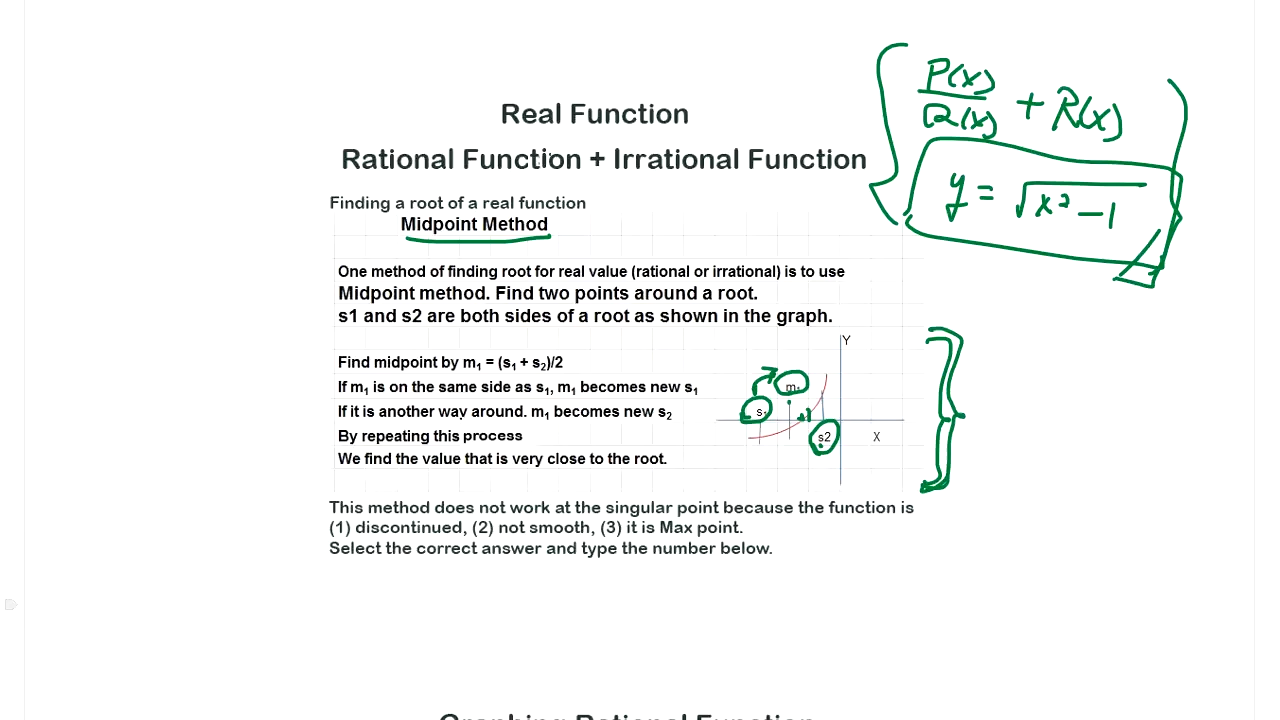 Real Function
Rational Function + Irrational Function
P(x)
Q(x)
+ R(x)
y = √x² - 1
Finding a root of a real function
Midpoint Method
One method of finding root for real value (rational or irrational) is to use
Midpoint method. Find two points around a root.
s1 and s2 are both sides of a root as shown in the graph.
Find midpoint by m₁ = (s₁ + s₂)/2
If m₁ is on the same side as s₁, m₁ becomes new s₁
If it is another way around. m₁ becomes new s₂
By repeating this process
We find the value that is very close to the root.
Y
m₁
s₁
s2
X
This method does not work at the singular point because the function is
(1) discontinued, (2) not smooth, (3) it is Max point.
Select the correct answer and type the number below.
Graphing Rational Function